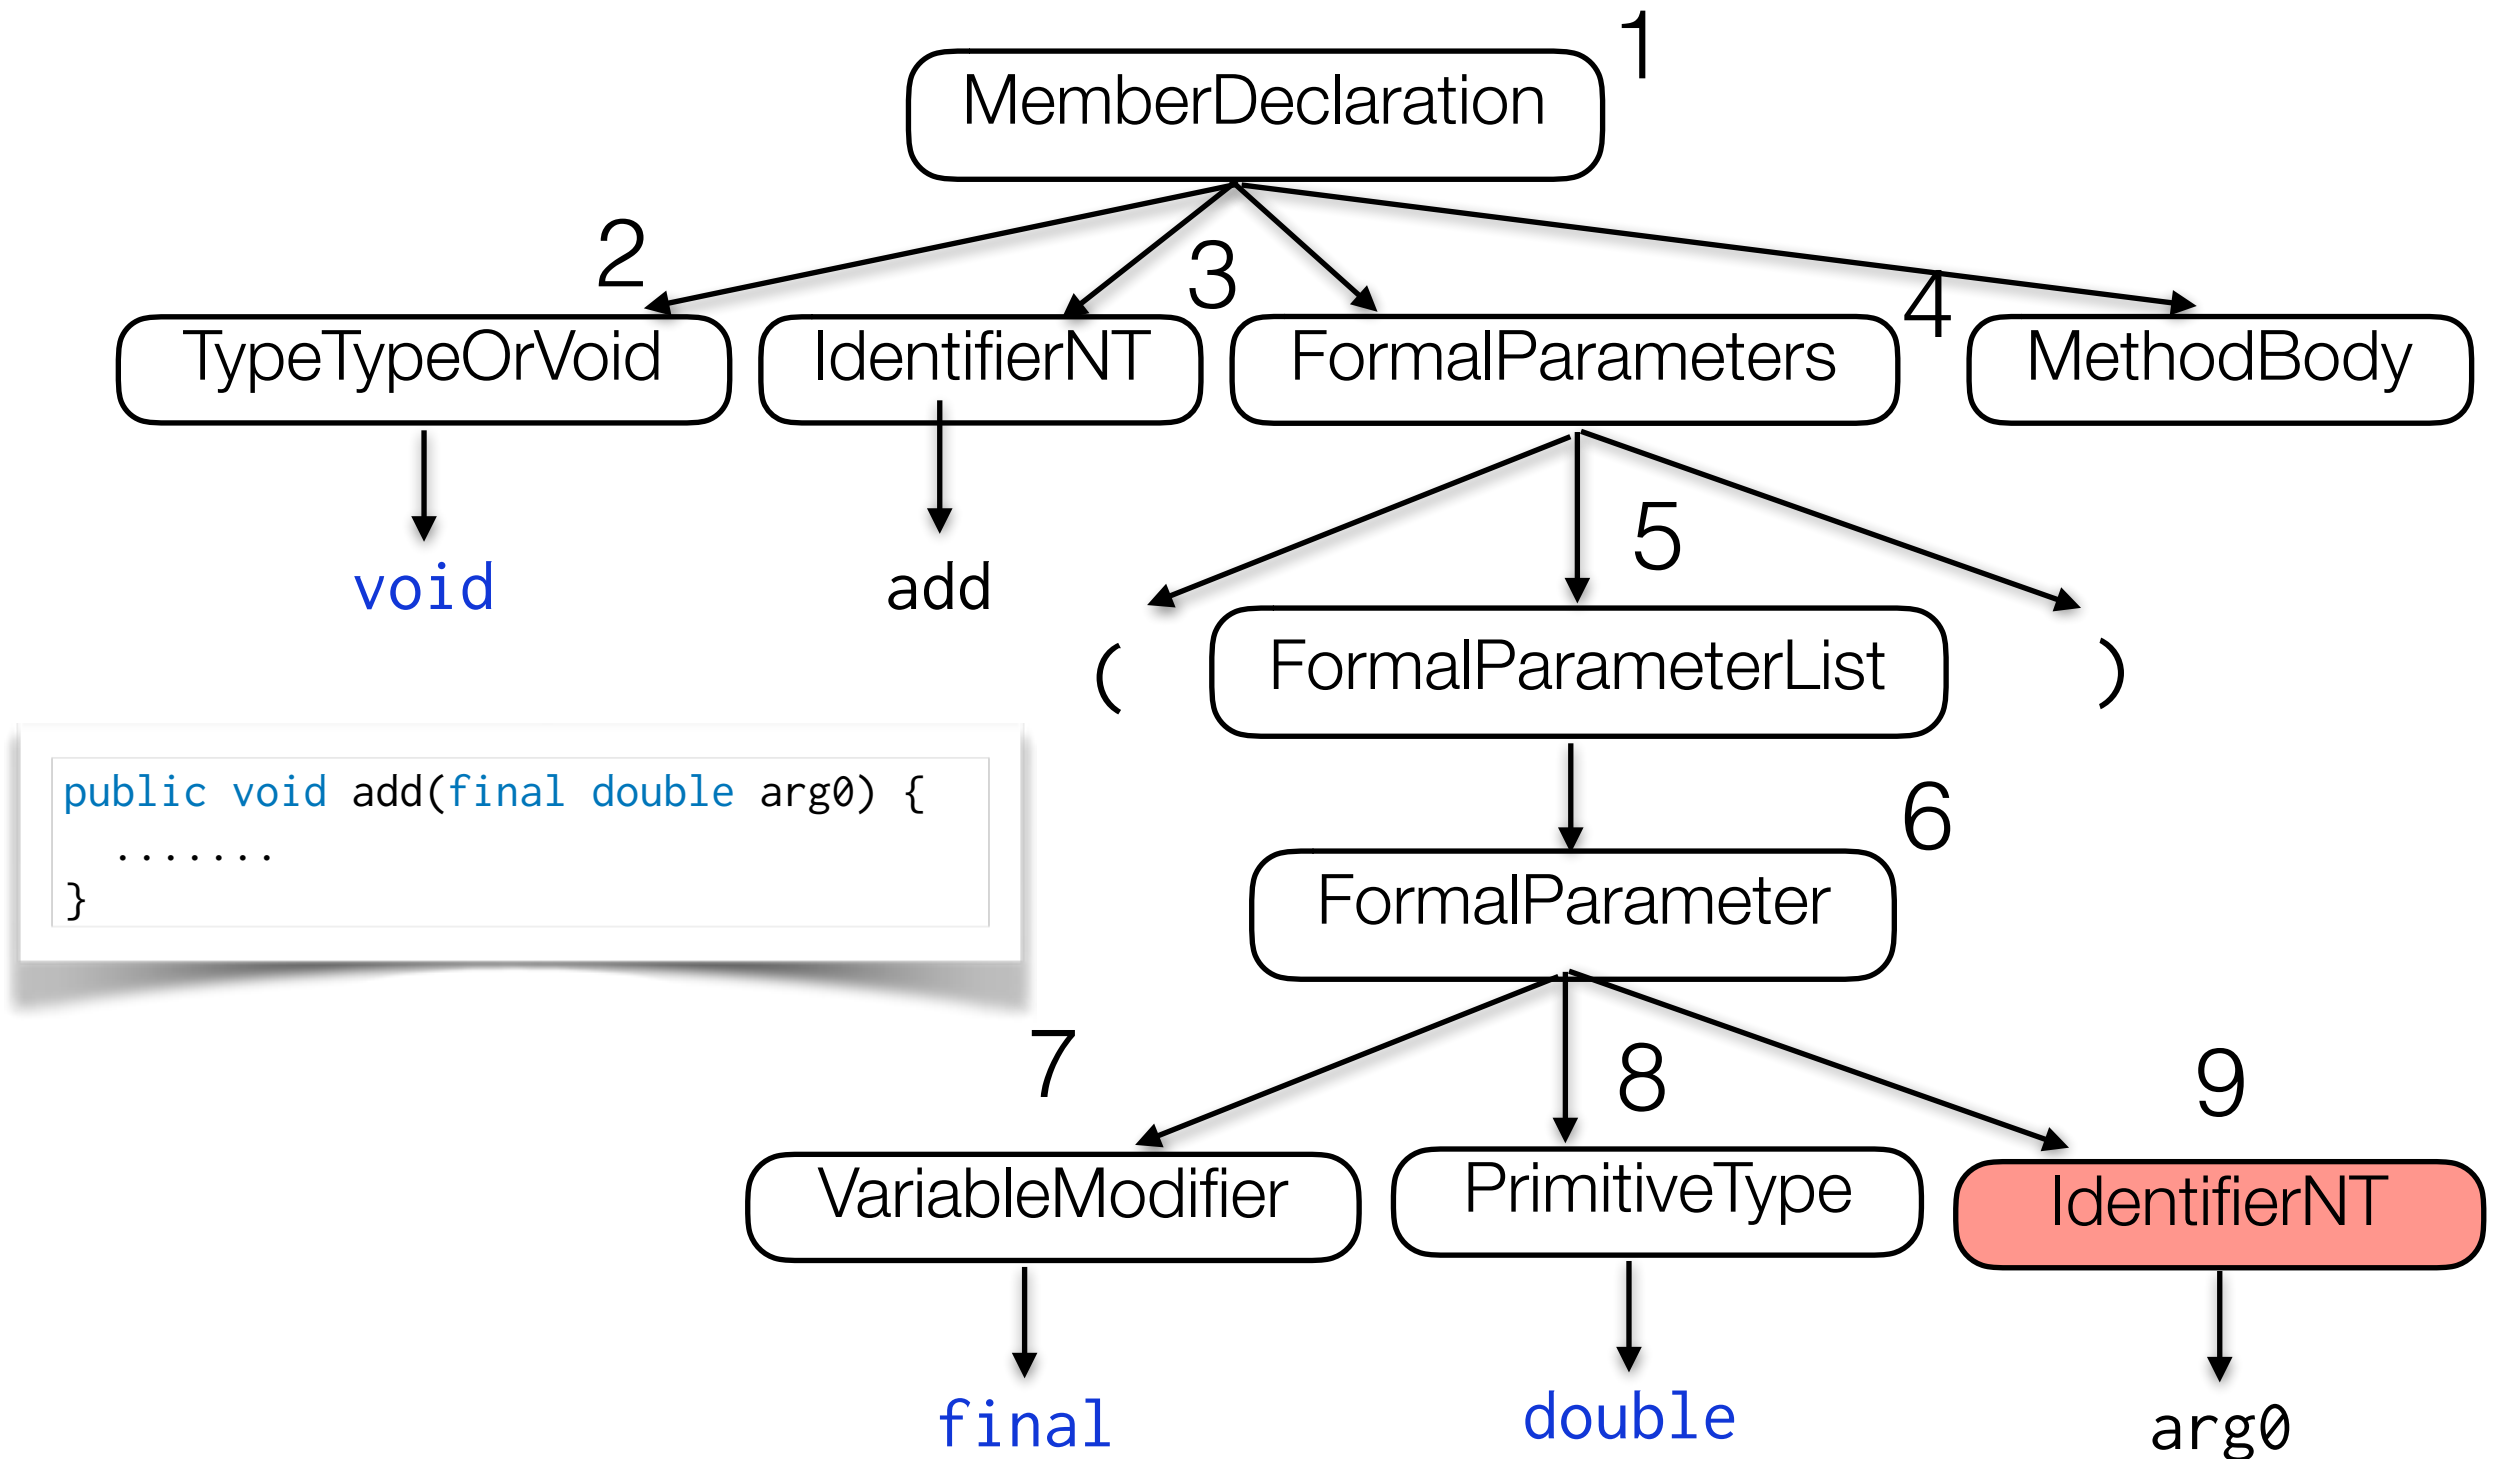 1
MemberDeclaration
2
3
4
TypeTypeOrVoid
IdentifierNT
FormalParameters
MethodBody
5
void
add
(
FormalParameterList
)
public void add(final double arg0) {
.......
}
6
FormalParameter
7
8
9
VariableModifier
PrimitiveType
IdentifierNT
final
double
arg0